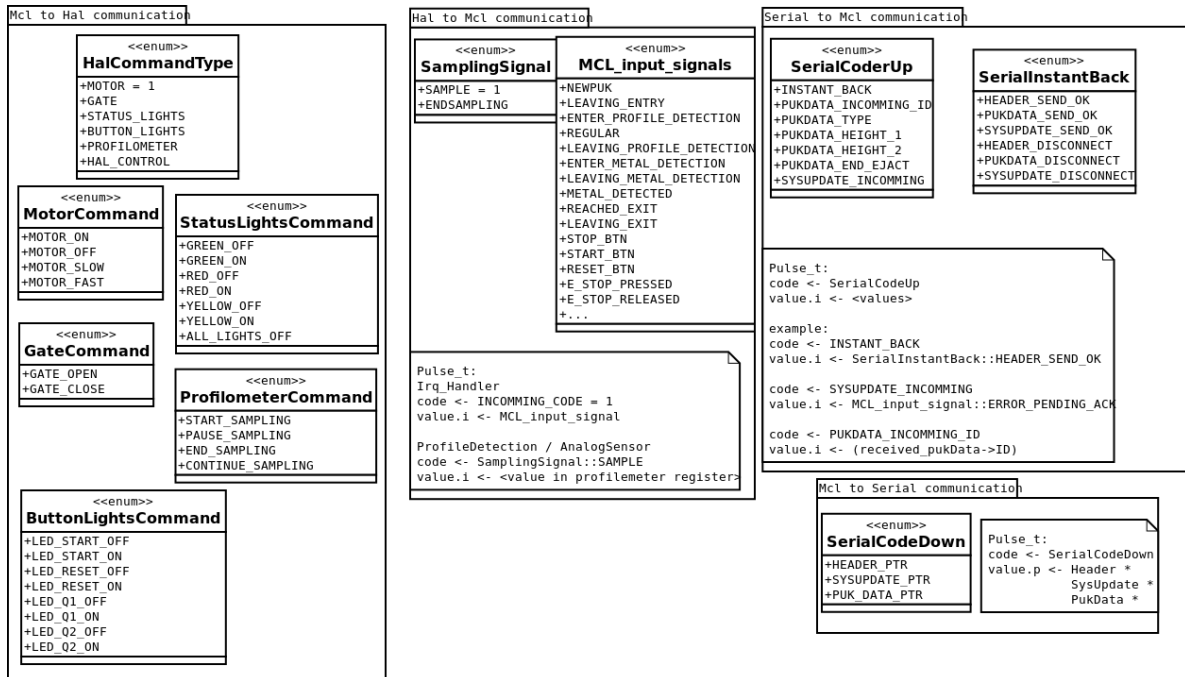 Mcl to Hal communication
<<enum>>
HalCommandType
+MOTOR = 1
+GATE
+STATUS_LIGHTS
+BUTTON_LIGHTS
+PROFILOMETER
+HAL_CONTROL
<<enum>>
MotorCommand
+MOTOR_ON
+MOTOR_OFF
+MOTOR_SLOW
+MOTOR_FAST
<<enum>>
StatusLightsCommand
+GREEN_OFF
+GREEN_ON
+RED_OFF
+RED_ON
+YELLOW_OFF
+YELLOW_ON
+ALL_LIGHTS_OFF
<<enum>>
GateCommand
+GATE_OPEN
+GATE_CLOSE
<<enum>>
ProfilometerCommand
+START_SAMPLING
+PAUSE_SAMPLING
+END_SAMPLING
+CONTINUE_SAMPLING
<<enum>>
ButtonLightsCommand
+LED_START_OFF
+LED_START_ON
+LED_RESET_OFF
+LED_RESET_ON
+LED_Q1_OFF
+LED_Q1_ON
+LED_Q2_OFF
+LED_Q2_ON
Hal to Mcl communication
<<enum>>
SamplingSignal
+SAMPLE = 1
+ENDSAMPLING
<<enum>>
MCL_input_signals
+NEWPUK
+LEAVING_ENTRY
+ENTER_PROFILE_DETECTION
+REGULAR
+LEAVING_PROFILE_DETECTION
+ENTER_METAL_DETECTION
+LEAVING_METAL_DETECTION
+METAL_DETECTED
+REACHED_EXIT
+LEAVING_EXIT
+STOP_BTN
+START_BTN
+RESET_BTN
+E_STOP_PRESSED
+E_STOP_RELEASED
+...
Pulse_t:
Irq_Handler
code <- INCOMMING_CODE = 1
value.i <- MCL_input_signal
ProfileDetection / AnalogSensor
code <- SamplingSignal::SAMPLE
value.i <- <value in profilemeter register>
Serial to Mcl communication
<<enum>>
SerialCoderUp
+INSTANT_BACK
+PUKDATA_INCOMMING_ID
+PUKDATA_TYPE
+PUKDATA_HEIGHT_1
+PUKDATA_HEIGHT_2
+PUKDATA_END_EJACT
+SYSUPDATE_INCOMMING
<<enum>>
SerialInstantBack
+HEADER_SEND_OK
+PUKDATA_SEND_OK
+SYSUPDATE_SEND_OK
+HEADER_DISCONNECT
+PUKDATA_DISCONNECT
+SYSUPDATE_DISCONNECT
Pulse_t:
code <- SerialCodeUp
value.i <- <values>
example:
code <- INSTANT_BACK
value.i <- SerialInstantBack::HEADER_SEND_OK
code <- SYSUPDATE_INCOMMING
value.i <- MCL_input_signal::ERROR_PENDING_ACK
code <- PUKDATA_INCOMMING_ID
value.i <- (received_pukData->ID)
Mcl to Serial communication
<<enum>>
SerialCodeDown
+HEADER_PTR
+SYSUPDATE_PTR
+PUK_DATA_PTR
Pulse_t:
code <- SerialCodeDown
value.p <- Header *
SysUpdate *
PukData *